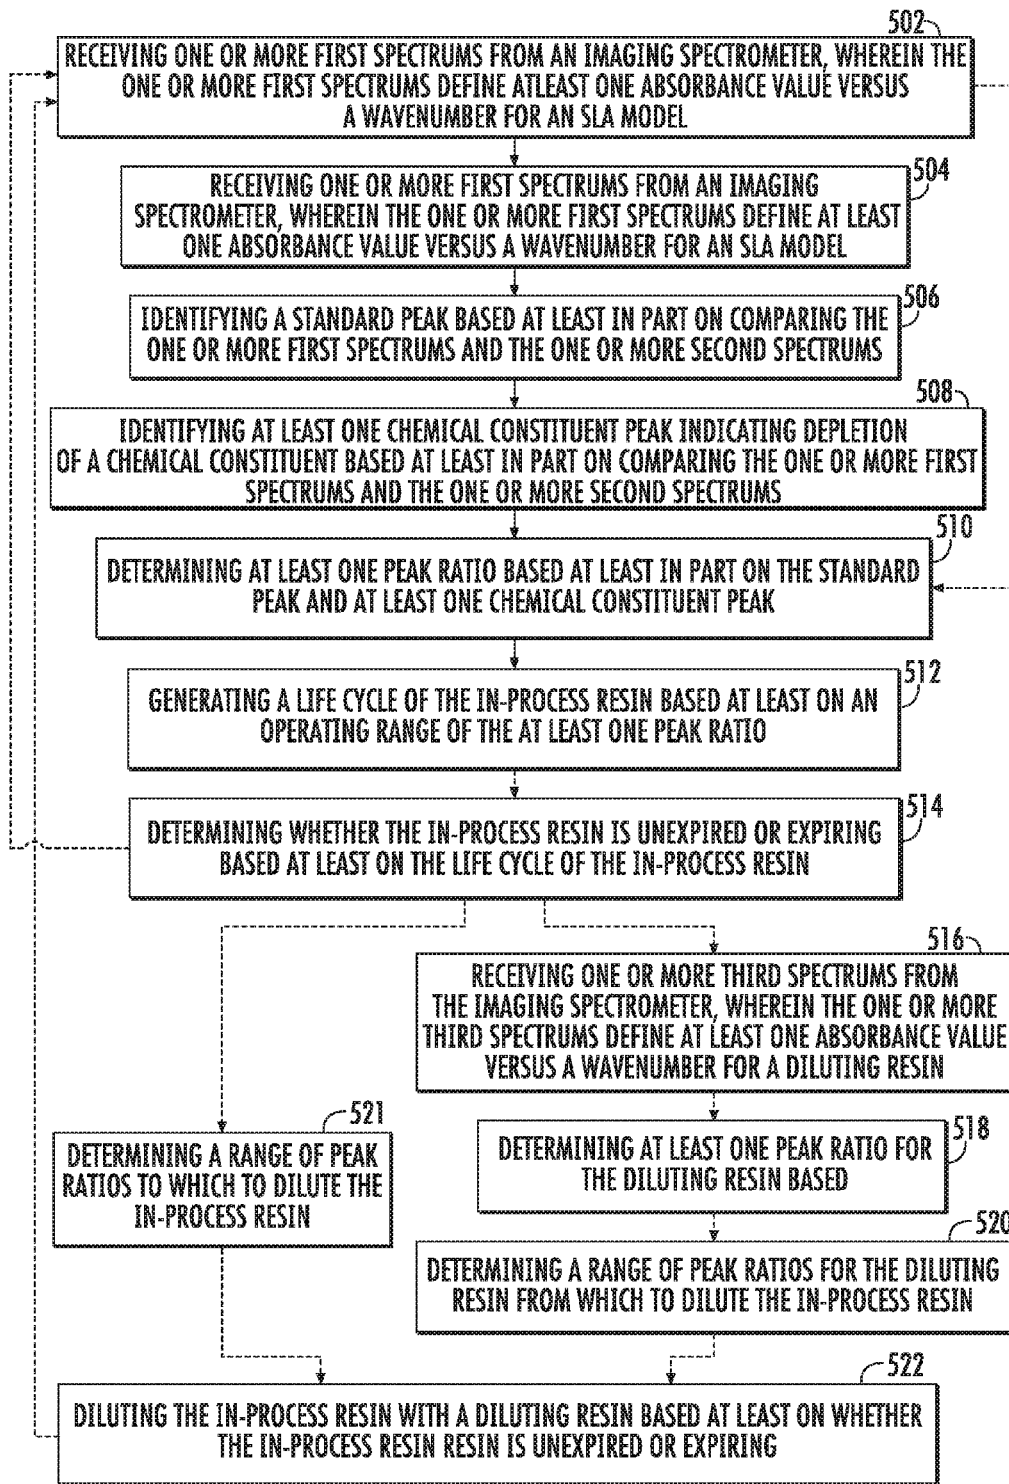 502
RECEIVING ONE OR MORE FIRST SPECTRUMS FROM AN IMAGING SPECTROMETER, WHEREIN THE
ONE OR MORE FIRST SPECTRUMS DEFINE ATLEAST ONE ABSORBANCE VALUE VERSUS
A WAVENUMBER FOR AN SLA MODEL
504
RECEIVING ONE OR MORE FIRST SPECTRUMS FROM AN IMAGING
SPECTROMETER, WHEREIN THE ONE OR MORE FIRST SPECTRUMS DEFINE AT LEAST
ONE ABSORBANCE VALUE VERSUS A WAVENUMBER FOR AN SLA MODEL
506
IDENTIFYING A STANDARD PEAK BASED AT LEAST IN PART ON COMPARING THE
ONE OR MORE FIRST SPECTRUMS AND THE ONE OR MORE SECOND SPECTRUMS
508
IDENTIFYING AT LEAST ONE CHEMICAL CONSTITUENT PEAK INDICATING DEPLETION
OF A CHEMICAL CONSTITUENT BASED AT LEAST IN PART ON COMPARING THE ONE OR MORE FIRST
SPECTRUMS AND THE ONE OR MORE SECOND SPECTRUMS
510
DETERMINING AT LEAST ONE PEAK RATIO BASED AT LEAST IN PART ON THE STANDARD
PEAK AND AT LEAST ONE CHEMICAL CONSTITUENT PEAK
512
GENERATING A LIFE CYCLE OF THE IN-PROCESS RESIN BASED AT LEAST ON AN
OPERATING RANGE OF THE AT LEAST ONE PEAK RATIO
514
DETERMINING WHETHER THE IN-PROCESS RESIN IS UNEXPIRED OR EXPIRING
BASED AT LEAST ON THE LIFE CYCLE OF THE IN-PROCESS RESIN
516
RECEIVING ONE OR MORE THIRD SPECTRUMS FROM
THE IMAGING SPECTROMETER, WHEREIN THE ONE OR MORE
THIRD SPECTRUMS DEFINE AT LEAST ONE ABSORBANCE VALUE
VERSUS A WAVENUMBER FOR A DILUTING RESIN
518
DETERMINING AT LEAST ONE PEAK RATIO FOR
THE DILUTING RESIN BASED
520
DETERMINING A RANGE OF PEAK RATIOS FOR THE DILUTING
RESIN FROM WHICH TO DILUTE THE IN-PROCESS RESIN
521
DETERMINING A RANGE OF PEAK
RATIOS TO WHICH TO DILUTE THE
IN-PROCESS RESIN
522
DILUTING THE IN-PROCESS RESIN WITH A DILUTING RESIN BASED AT LEAST ON WHETHER
THE IN-PROCESS RESIN RESIN IS UNEXPIRED OR EXPIRING